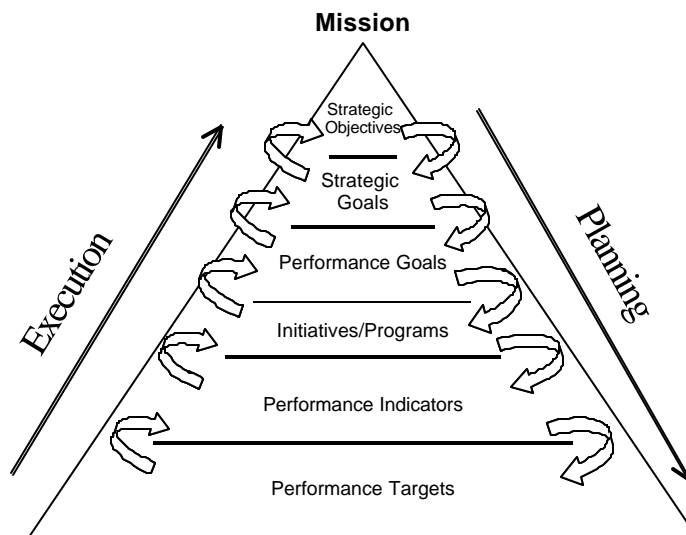 Mission
Strategic
Objectives
Strategic
Goals
Performance Goals
Initiatives/Programs
Performance Indicators
Performance Targets
Execution
Planning